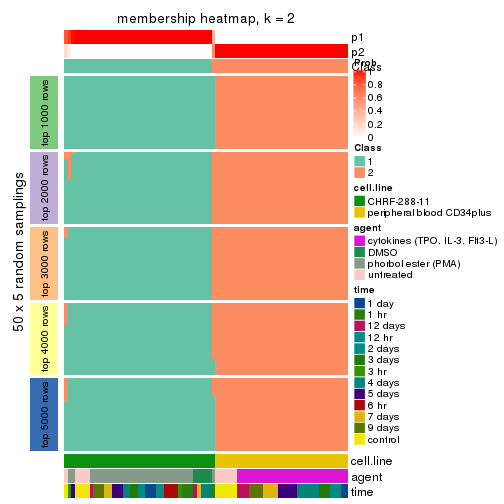 membership heatmap, k = 2
p1
p2
Class
50 x 5 random samplings
top 1000 rows
top 2000 rows
top 3000 rows
top 4000 rows
top 5000 rows
cell.line
agent
time
Prob
1
0.8
0.6
0.4
0.2
0
Class
1
2
cell.line
CHRF-288-11
peripheral blood CD34plus
agent
cytokines (TPO, IL-3, Flt3-L)
DMSO
phorbol ester (PMA)
untreated
time
1 day
1 hr
12 days
12 hr
2 days
3 days
3 hr
4 days
5 days
6 hr
7 days
9 days
control